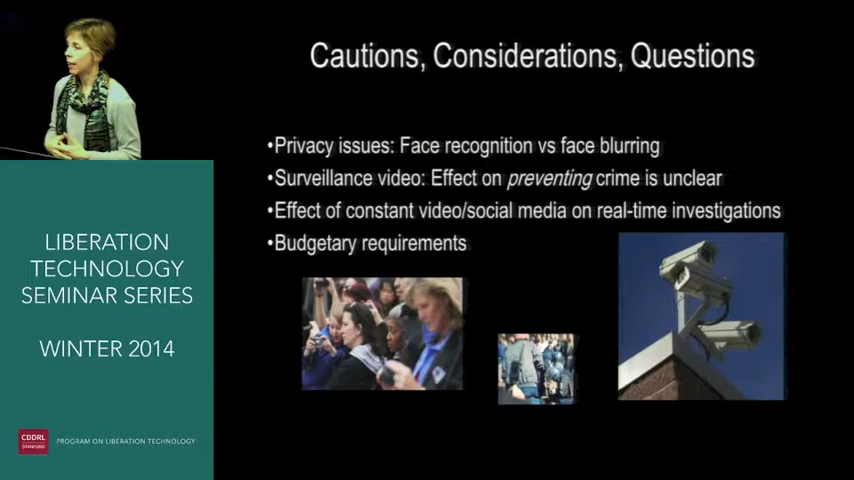 Cautions, Considerations, Questions
•Privacy issues: Face recognition vs face blurring
•Surveillance video: Effect on preventing crime is unclear
•Effect of constant video/social media on real-time investigations
•Budgetary requirements
LIBERATION
TECHNOLOGY
SEMINAR SERIES
WINTER 2014
CDDRL
STANFORD
PROGRAM ON LIBERATION TECHNOLOGY